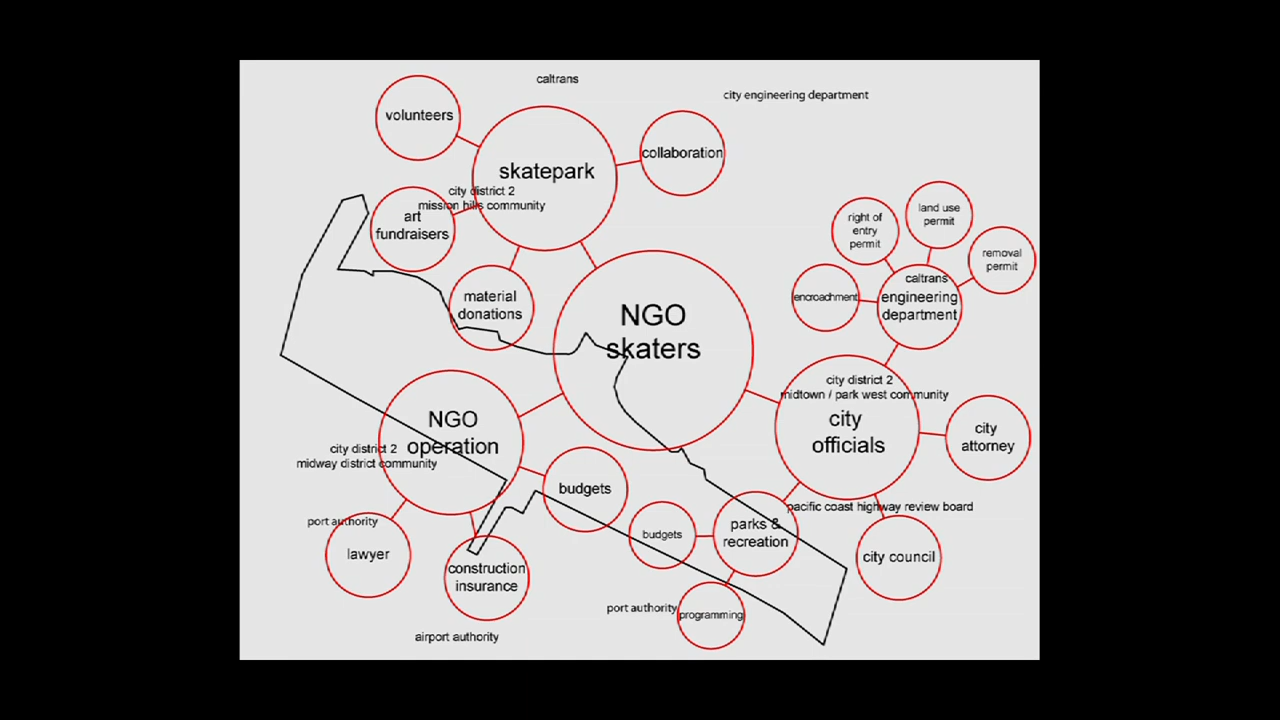 caltrans
city engineering department
volunteers
skatepark
collaboration
city district 2
mission hills community
art
fundraisers
material
donations
NGO
skaters
right of
entry
permit
land use
permit
removal
permit
encroachment
caltrans
engineering
department
city district 2
midtown / park west community
city
officials
city
attorney
NGO
operation
city district 2
midway district community
budgets
port authority
lawyer
construction
insurance
budgets
parks &
recreation
pacific coast highway review board
city council
port authority
programming
airport authority